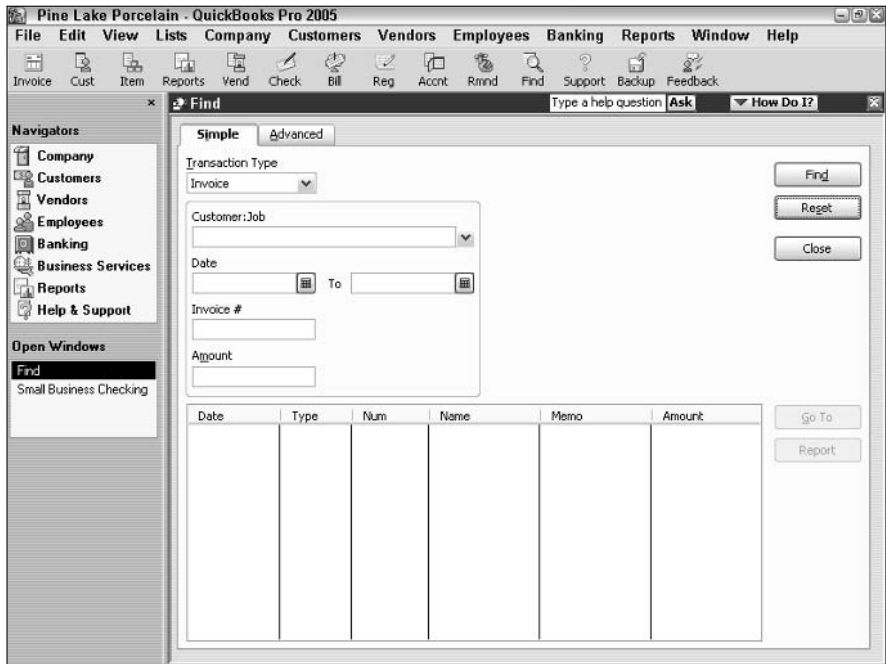 Pine Lake Porcelain - QuickBooks Pro 2005
File Edit View Lists Company Customers Vendors Employees Banking Reports Window Help
Invoice Cust Item Reports Vend Check Bill Reg Accnt Rmnd Find Support Backup Feedback
Find
Type a help question Ask
How Do I?
Navigators
Company
Customers
Vendors
Employees
Banking
Business Services
Reports
Help & Support
Open Windows
Find
Small Business Checking
Simple Advanced
Transaction Type
Invoice
Customer:Job
Date
To
Invoice #
Amount
Find
Reset
Close
Date Type Num Name Memo Amount
Go To
Report